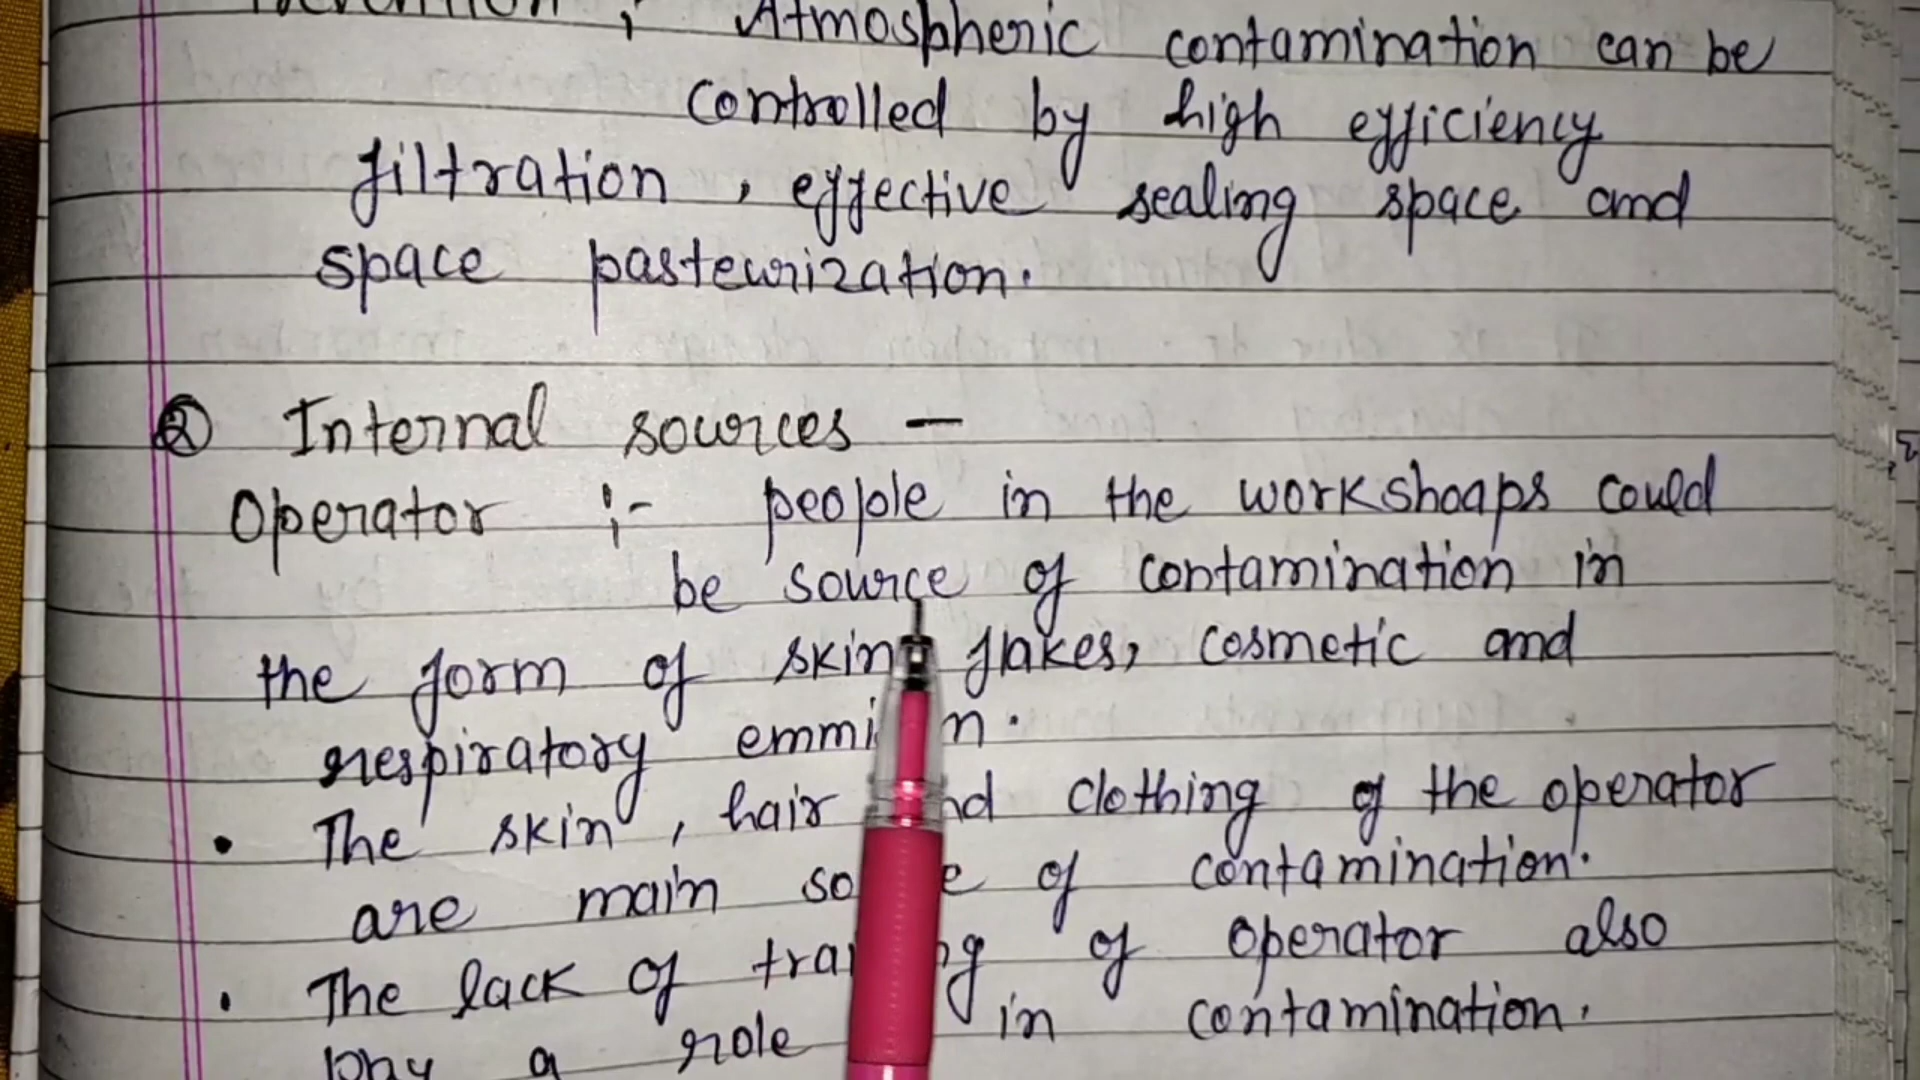 : Atmospheric contamination can be
controlled by high efficiency
filtration, effective sealing space and
space pasteurization.
② Internal sources —
Operator :- people in the workshoaps could
be source of contamination in
the form of skin flakes, cosmetic and
respiratory
The skin, hair clothing of the operator
are main of contamination.
The lack of of operator also
a role in contamination.